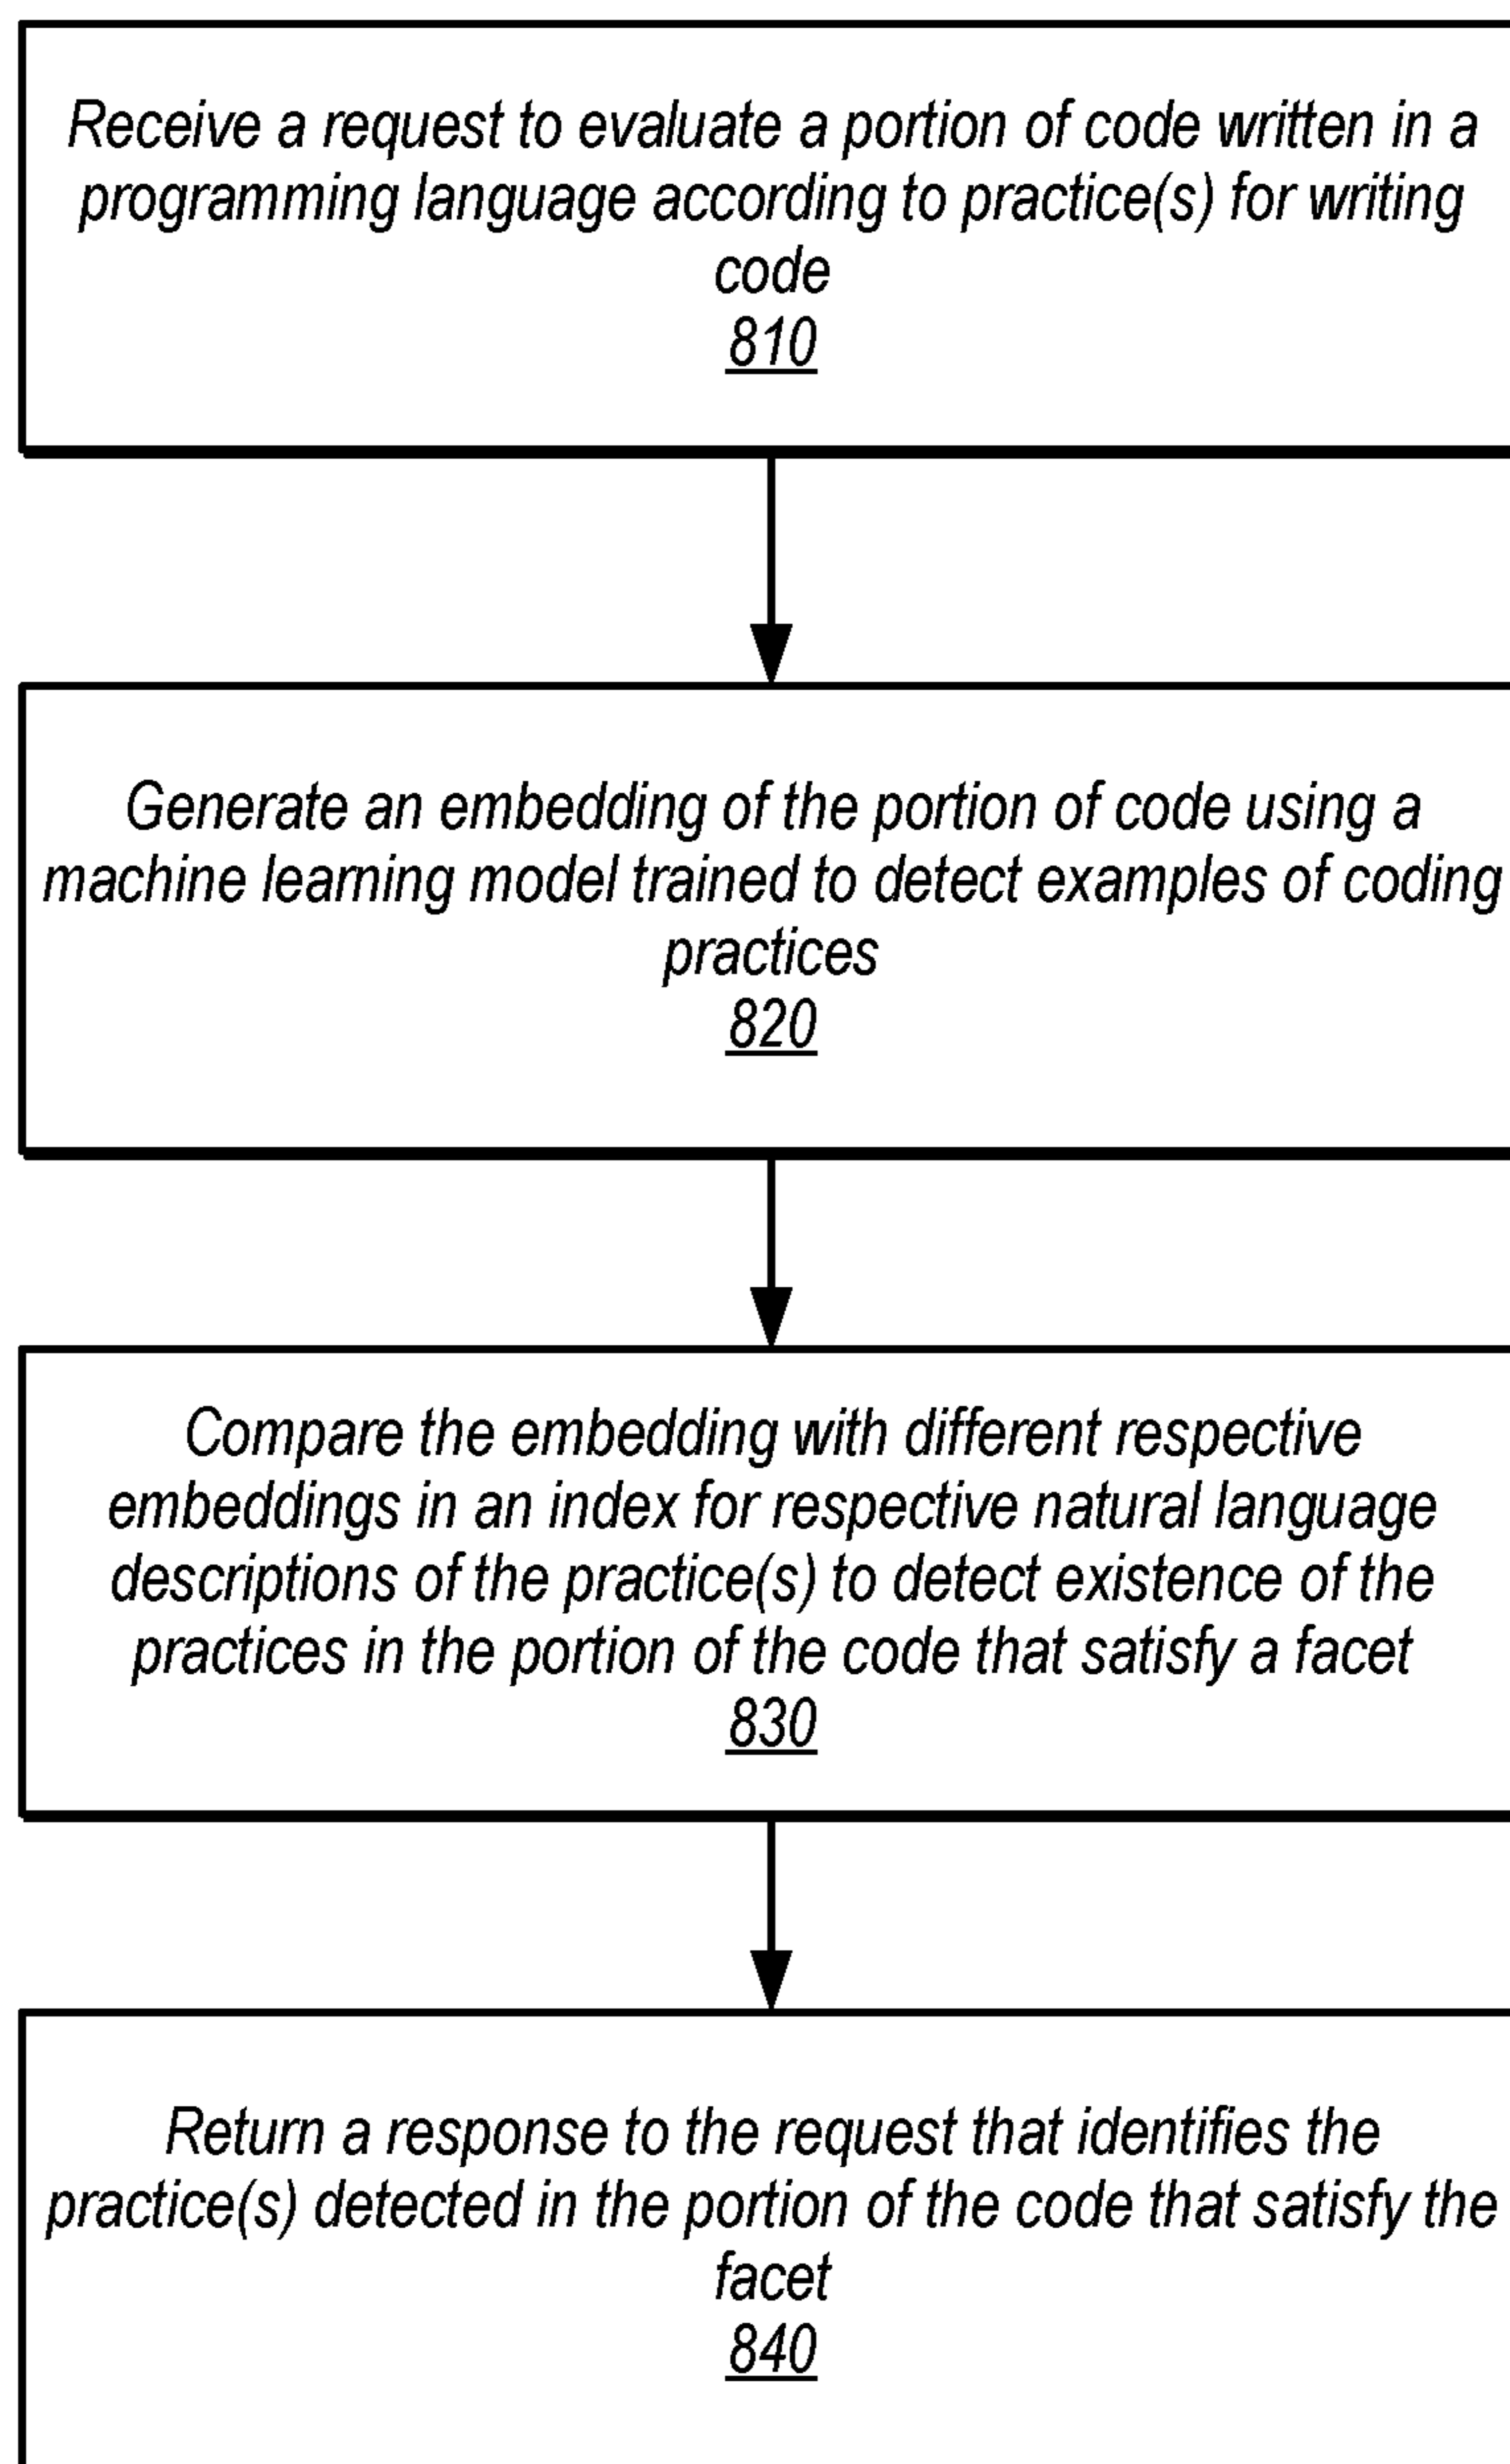 Receive a request to evaluate a portion of code written in a
programming language according to practice(s) for writing
code
810
Generate an embedding of the portion of code using a
machine learning model trained to detect examples of coding
practices
820
Compare the embedding with different respective
embeddings in an index for respective natural language
descriptions of the practice(s) to detect existence of the
practices in the portion of the code that satisfy a facet
830
Return a response to the request that identifies the
practice(s) detected in the portion of the code that satisfy the
facet
840